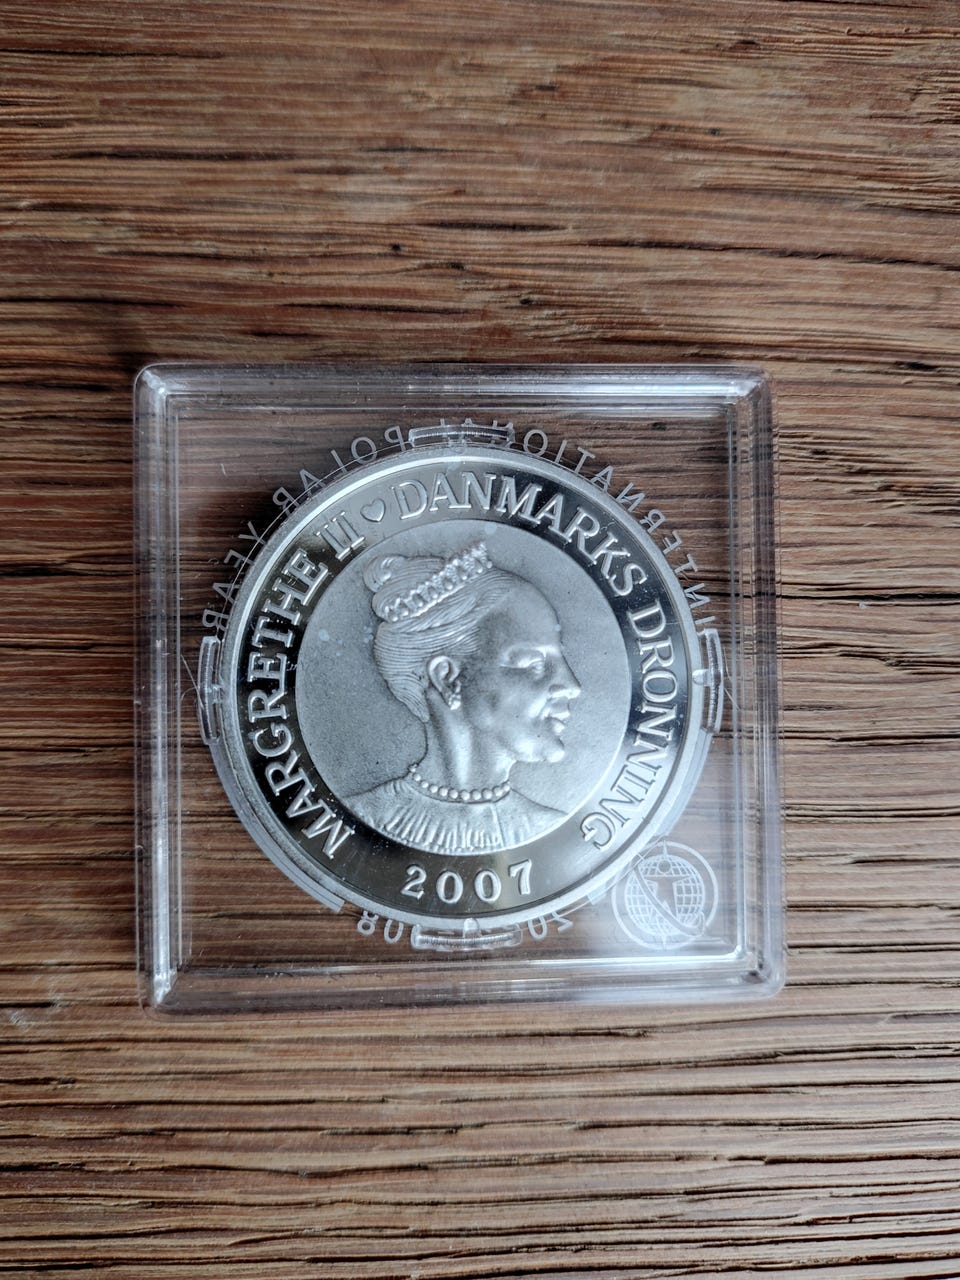 MARGRETHE II ♡ DANMARKS DRONNING
2007
INTERNATIONAL POLAR YEAR